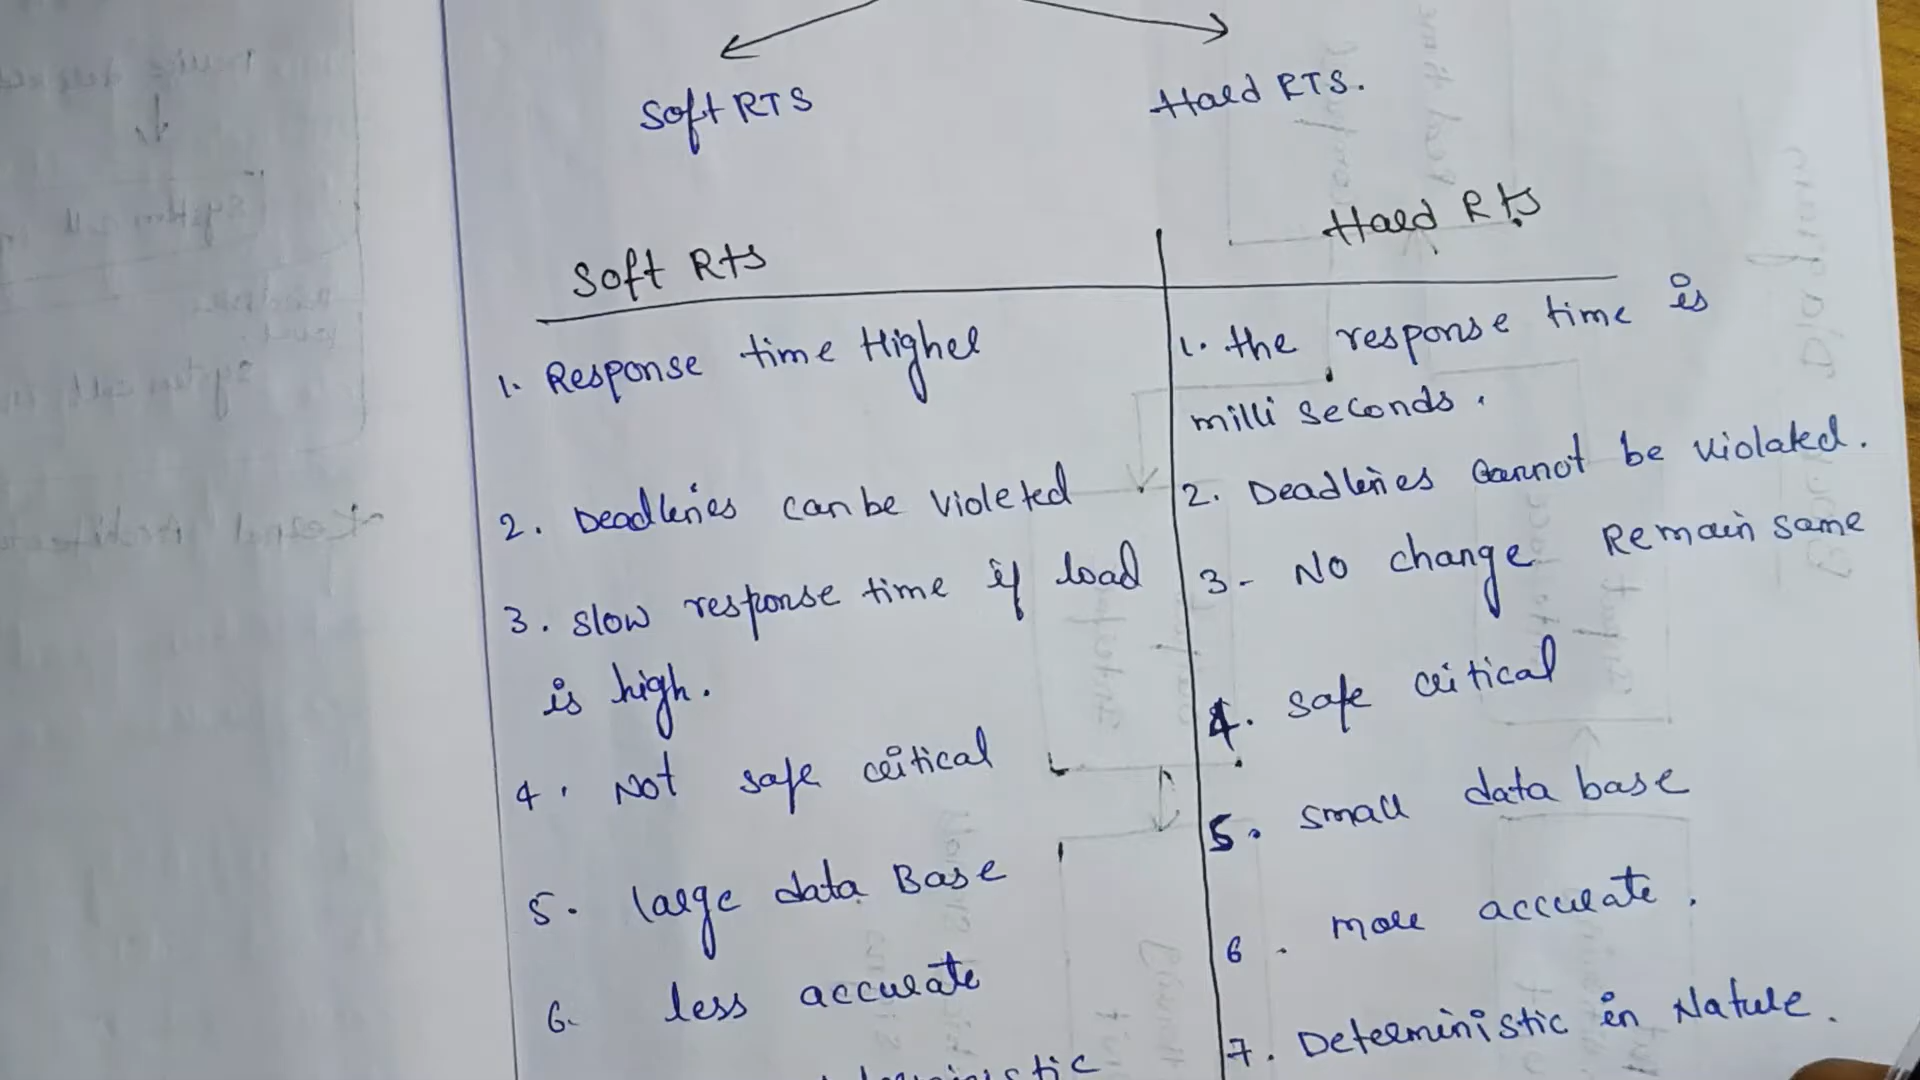 Soft RTS
Hard RTS.
Soft Rts
Hard Rts
1. Response time Higher
2. Deadlenies can be violeted
3. slow response time if load
is high.
4. Not safe critical
5. large data Base
6. less accurate
1. the response time is
milli seconds.
2. Deadlenies cannot be violated.
3- No change Remain same
4. safe critical
5. small data base
6. more accurate.
7. Deterministic in Nature.